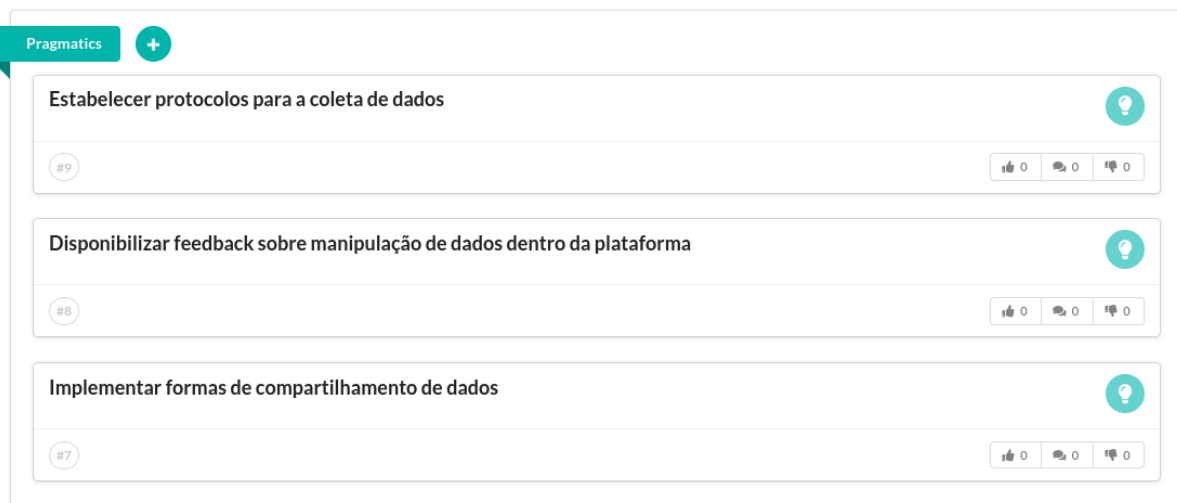 Pragmatics
Estabelecer protocolos para a coleta de dados
#9
0 0 0
Disponibilizar feedback sobre manipulação de dados dentro da plataforma
#8
0 0 0
Implementar formas de compartilhamento de dados
#7
0 0 0